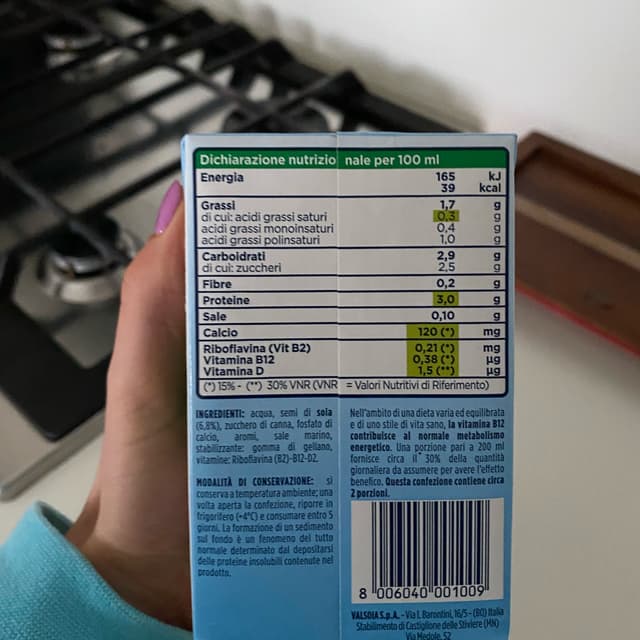 Dichiarazione nutrizionale per 100 ml
Energia 165 kJ
39 kcal
Grassi 1,7 g
di cui: acidi grassi saturi 0,3 g
acidi grassi monoinsaturi 0,4 g
acidi grassi polinsaturi 1,0 g
Carboidrati 2,9 g
di cui: zuccheri 2,5 g
Fibre 0,2 g
Proteine 3,0 g
Sale 0,10 g
Calcio 120 (*) mg
Riboflavina (Vit B2) 0,21 (*) mg
Vitamina B12 0,38 (*) µg
Vitamina D 1,5 (**) µg
(*) 15% - (**) 30% VNR (VNR = Valori Nutritivi di Riferimento)
INGREDIENTI: acqua, semi di soia
(6,8%), zucchero di canna, fosfato di
calcio, aromi, sale marino,
stabilizzante: gomma di gellano,
vitamine: Riboflavina (B2)-B12-D2.
MODALITÀ DI CONSERVAZIONE: si
conserva a temperatura ambiente; una
volta aperta la confezione, riporre in
frigorifero (+4°C) e consumare entro 5
giorni. La formazione di un sedimento
sul fondo è un fenomeno del tutto
normale determinato dal depositarsi
delle proteine insolubili contenute nel
prodotto.
Nell'ambito di una dieta varia ed equilibrata
e di uno stile di vita sano, la vitamina B12
contribuisce al normale metabolismo
energetico. Una porzione pari a 200 ml
fornisce circa il 30% della quantità
giornaliera da assumere per avere l'effetto
benefico. Questa confezione contiene circa
2 porzioni.
8 006040 001009
VALSOIA S.p.A. - Via I. Barontini, 16/5 - (BO) Italia
Stabilimento di Castiglione delle Stiviere (MN)
Via Medole, 52